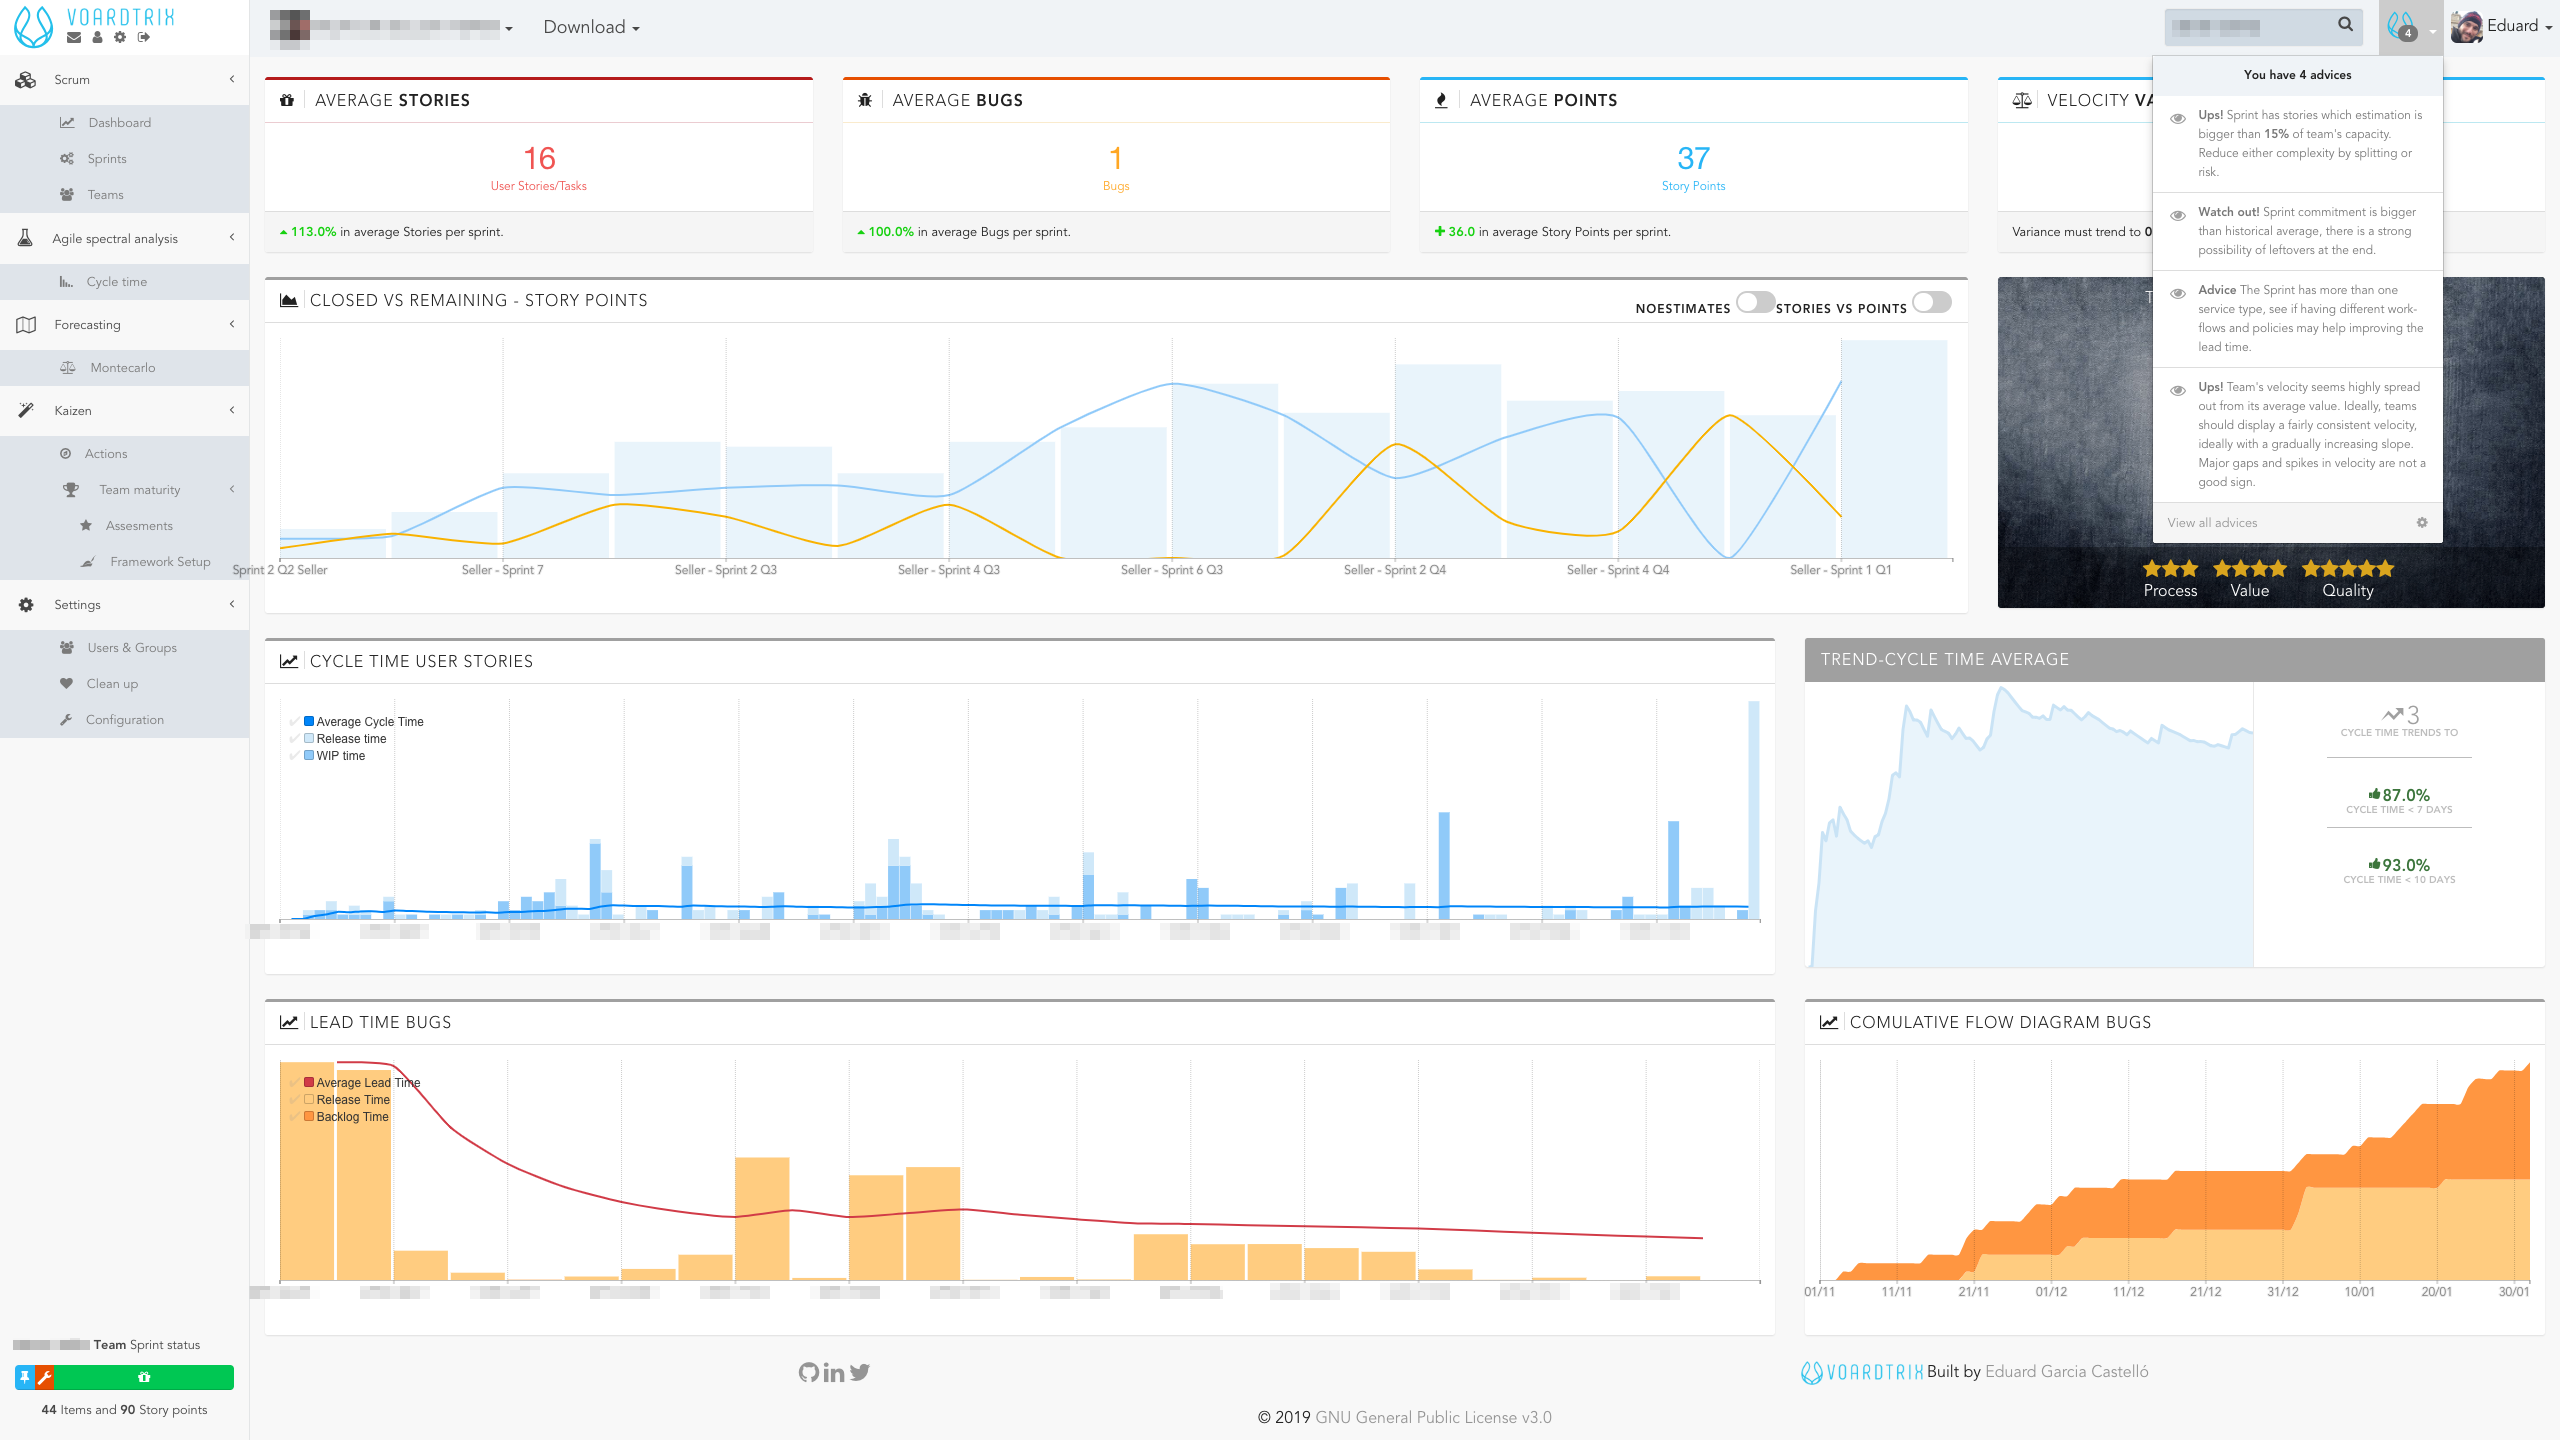 VOARDTRIX
Download
4
Eduard
Scrum
Dashboard
Sprints
Teams
Agile spectral analysis
Cycle time
Forecasting
Montecarlo
Kaizen
Actions
Team maturity
Assesments
Framework Setup
Settings
Users & Groups
Clean up
Configuration
Team Sprint status
44 Items and 90 Story points
AVERAGE STORIES
16
User Stories/Tasks
113.0% in average Stories per sprint.
AVERAGE BUGS
1
Bugs
100.0% in average Bugs per sprint.
AVERAGE POINTS
37
Story Points
36.0 in average Story Points per sprint.
VELOCITY
Variance must trend to 0
You have 4 advices
Ups! Sprint has stories which estimation is
bigger than 15% of team's capacity.
Reduce either complexity by splitting or
risk.
Watch out! Sprint commitment is bigger
than historical average, there is a strong
possibility of leftovers at the end.
Advice The Sprint has more than one
service type, see if having different work-
flows and policies may help improving the
lead time.
Ups! Team's velocity seems highly spread
out from its average value. Ideally, teams
should display a fairly consistent velocity,
ideally with a gradually increasing slope.
Major gaps and spikes in velocity are not a
good sign.
View all advices
CLOSED VS REMAINING - STORY POINTS
NOESTIMATES
STORIES VS POINTS
Sprint 2 Q2 Seller
Seller - Sprint 7
Seller - Sprint 2 Q3
Seller - Sprint 4 Q3
Seller - Sprint 6 Q3
Seller - Sprint 2 Q4
Seller - Sprint 4 Q4
Seller - Sprint 1 Q1
Process
Value
Quality
CYCLE TIME USER STORIES
Average Cycle Time
Release time
WIP time
TREND-CYCLE TIME AVERAGE
3
CYCLE TIME TRENDS TO
87.0%
CYCLE TIME < 7 DAYS
93.0%
CYCLE TIME < 10 DAYS
LEAD TIME BUGS
Average Lead Time
Release Time
Backlog Time
COMULATIVE FLOW DIAGRAM BUGS
01/11
11/11
21/11
01/12
11/12
21/12
31/12
10/01
20/01
30/01
VOARDTRIX Built by Eduard Garcia Castelló
© 2019 GNU General Public License v3.0